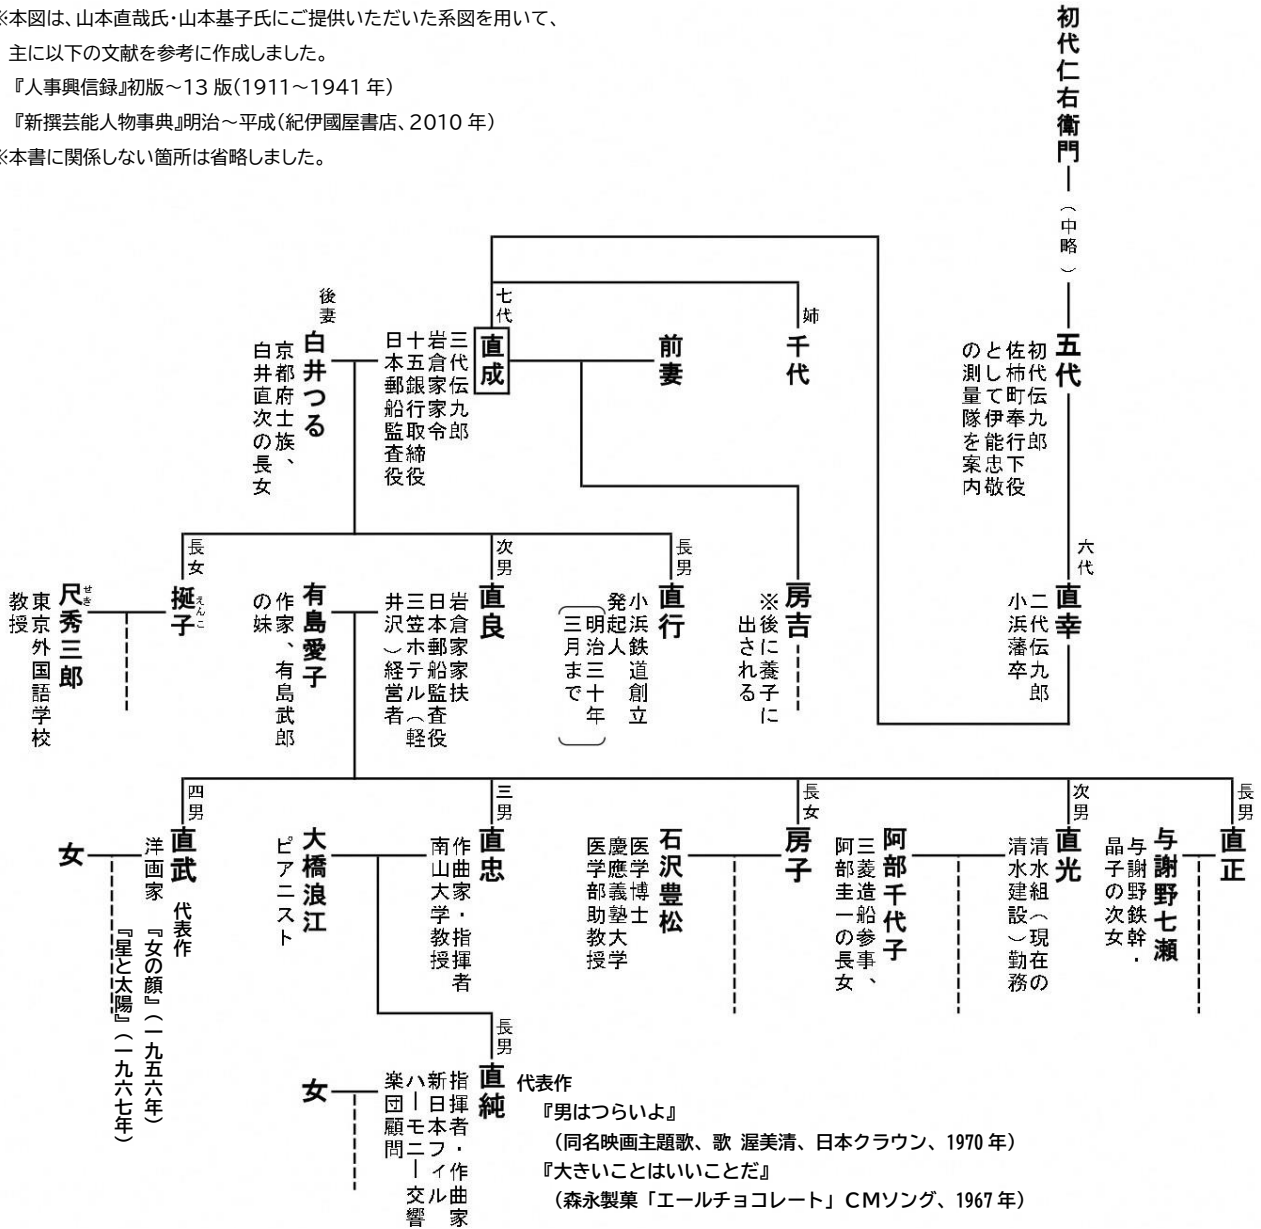 ※本図は、山本直哉氏・山本基子氏にご提供いただいた系図を用いて、
主に以下の文献を参考に作成しました。
『人事興信録』初版～13版(1911～1941年)
『新撰芸能人物事典』明治～平成(紀伊國屋書店、2010年)
※本書に関係しない箇所は省略しました。
初代仁右衛門
（中略）
五代
初代伝九郎
佐柿町奉行下役
として伊能忠敬
の測量隊を案内
六代
直幸
二代伝九郎
小浜藩卒
姉
千代
前妻
七代
直成
三代伝九郎
岩倉家家令
十五銀行取締役
日本郵船監査役
後妻
白井つる
京都府士族、
白井直次の長女
房吉
※後に養子に
出される
長男
直行
小浜鉄道創立
発起人
（明治三十年
三月まで）
次男
直良
岩倉家家扶
日本郵船監査役
三笠ホテル（軽
井沢）経営者
有島愛子
作家、有島武郎
の妹
長女
挻子
えんこ
尺秀三郎
せき
東京外国語学校
教授
長男
直正
与謝野七瀬
与謝野鉄幹・
晶子の次女
次男
直光
清水組（現在の
清水建設）勤務
阿部千代子
三菱造船参事、
阿部圭一の長女
長女
房子
石沢豊松
医学博士
慶應義塾大学
医学部助教授
三男
直忠
作曲家・指揮者
南山大学教授
大橋浪江
ピアニスト
四男
直武
洋画家
代表作
『女の顔』（一九五六年）
『星と太陽』（一九六七年）
女
長男
直純
指揮者・作曲家
新日本フィル
ハーモニー交響
楽団顧問
代表作
『男はつらいよ』
（同名映画主題歌、歌 渥美清、日本クラウン、1970年）
『大きいことはいいことだ』
（森永製菓「エールチョコレート」CMソング、1967年）
女